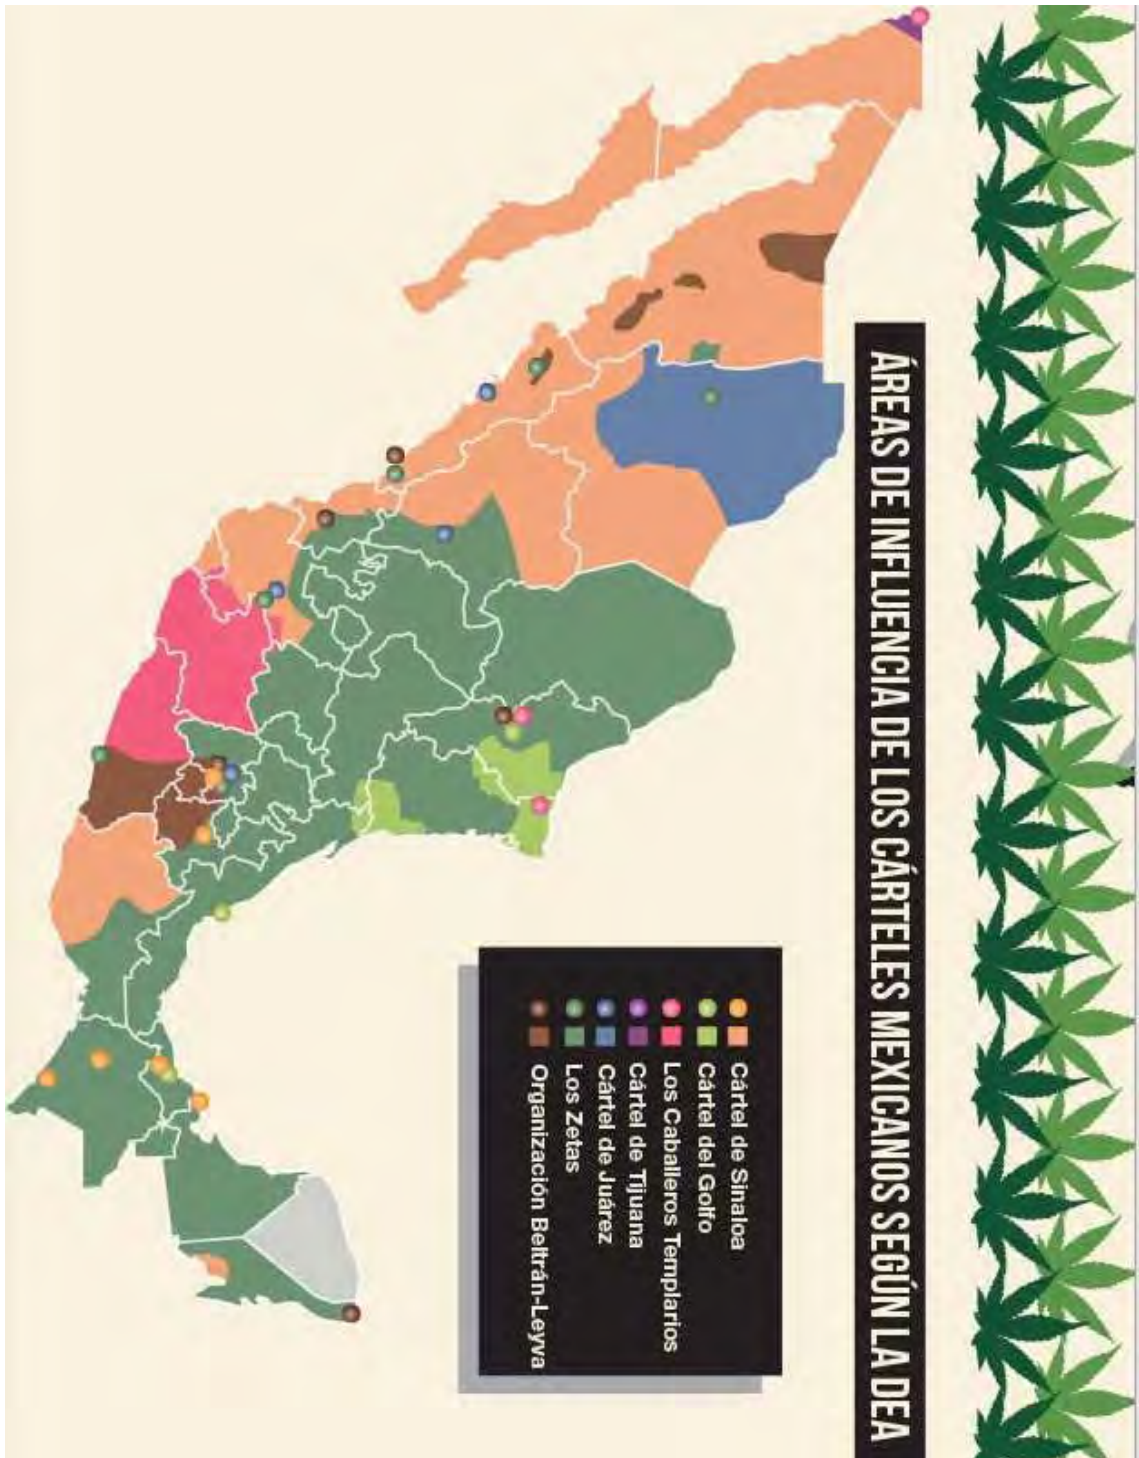 ÁREAS DE INFLUENCIA DE LOS CÁRTELES MEXICANOS SEGÚN LA DEA
Cártel de Sinaloa
Cártel del Golfo
Los Caballeros Templarios
Cártel de Tijuana
Cártel de Juárez
Los Zetas
Organización Beltrán-Leyva